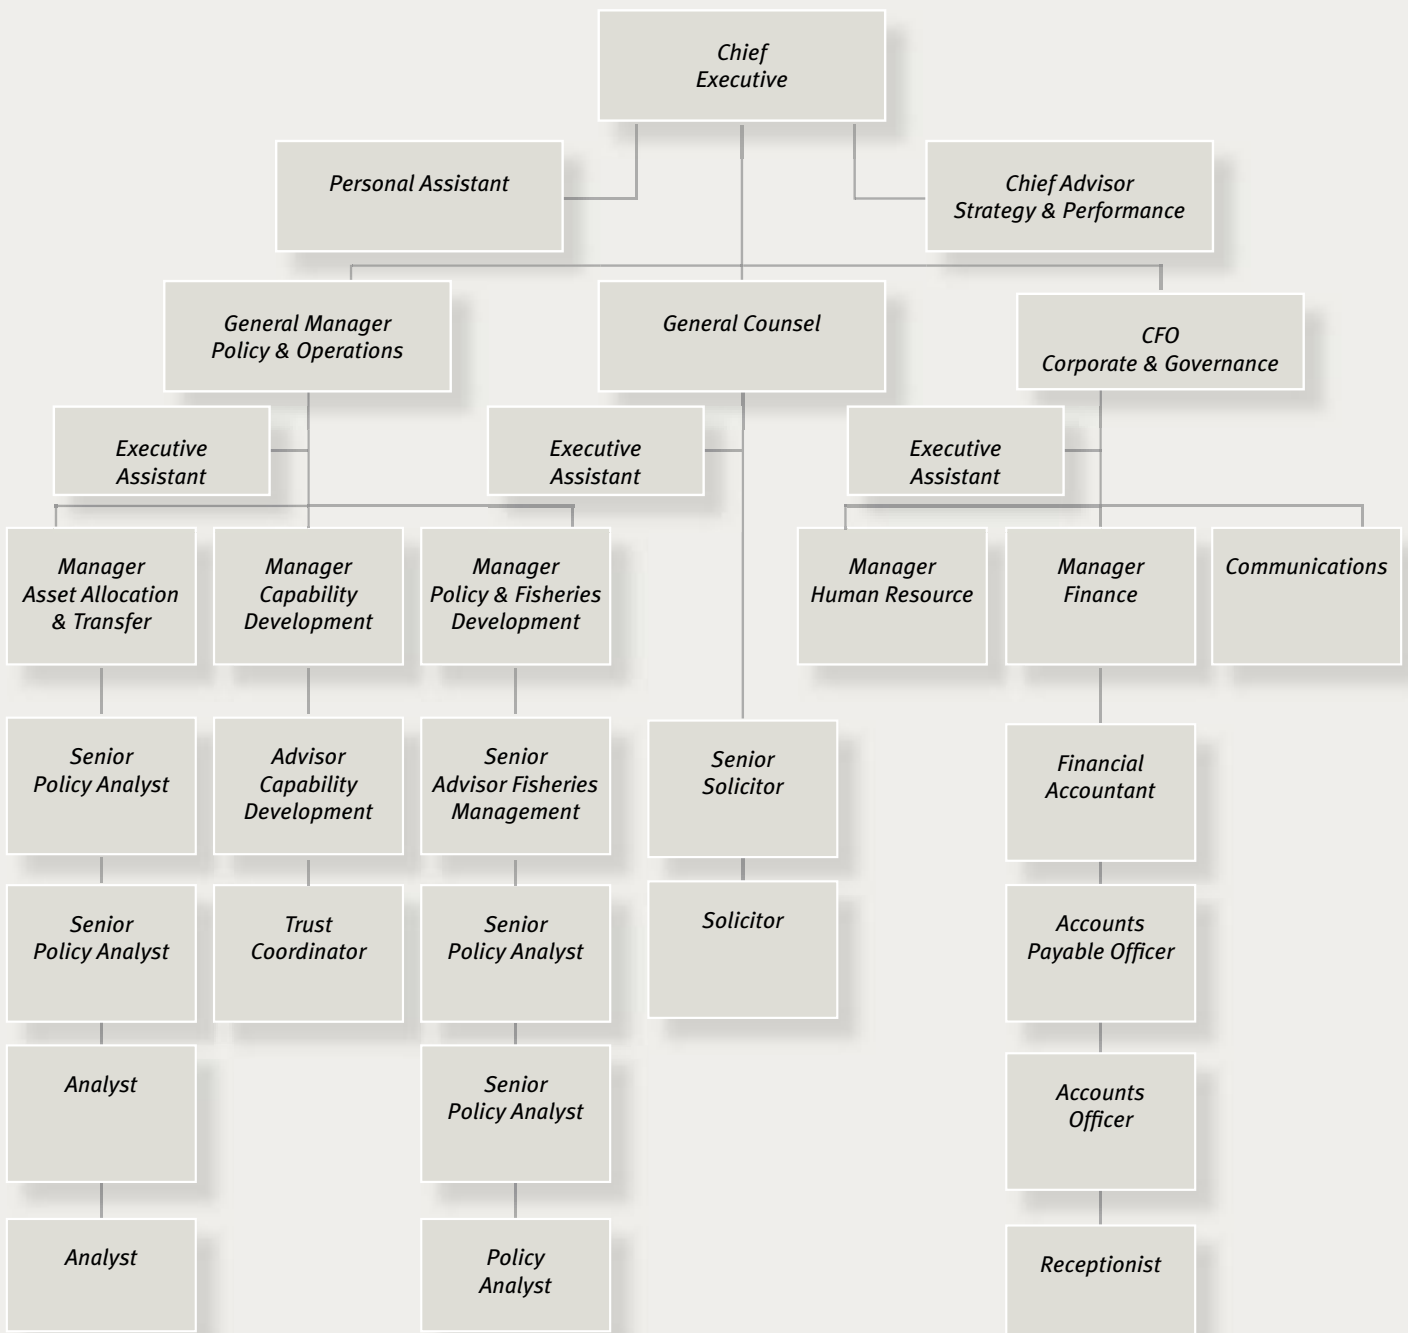 Chief
Executive
Personal Assistant
Chief Advisor
Strategy & Performance
General Manager
Policy & Operations
General Counsel
CFO
Corporate & Governance
Executive
Assistant
Executive
Assistant
Executive
Assistant
Manager
Asset Allocation
& Transfer
Manager
Capability
Development
Manager
Policy & Fisheries
Development
Manager
Human Resource
Manager
Finance
Communications
Senior
Policy Analyst
Advisor
Capability
Development
Senior
Advisor Fisheries
Management
Senior
Solicitor
Financial
Accountant
Senior
Policy Analyst
Trust
Coordinator
Senior
Policy Analyst
Solicitor
Accounts
Payable Officer
Analyst
Senior
Policy Analyst
Accounts
Officer
Analyst
Policy
Analyst
Receptionist